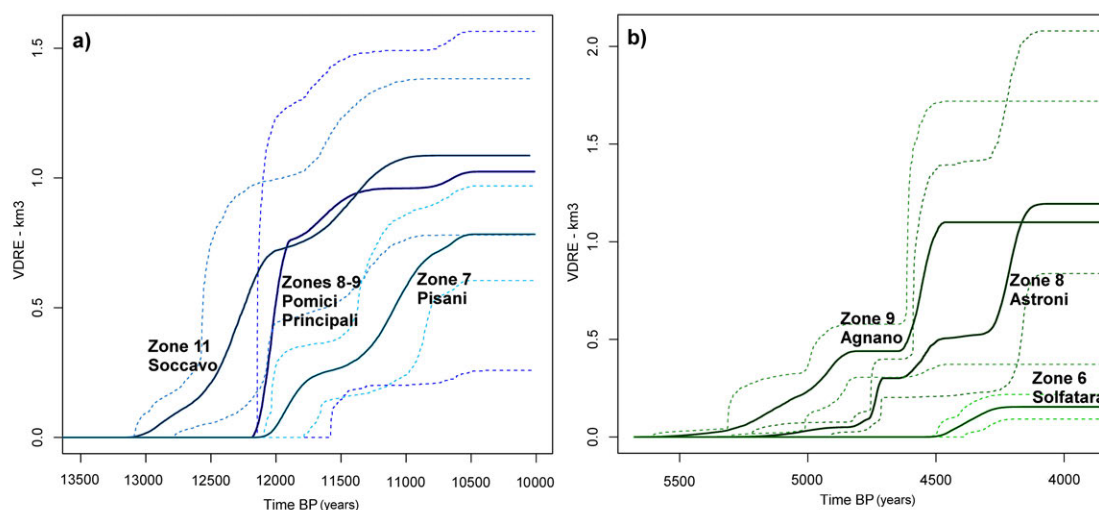 a)
VDRE - km3
1.5
1.0
0.5
0.0
Zone 11
Soccavo
Zones 8-9
Pomici
Principali
Zone 7
Pisani
13500 13000 12500 12000 11500 11000 10500 10000
Time BP (years)
b)
VDRE - km3
2.0
1.5
1.0
0.5
0.0
Zone 9
Agnano
Zone 8
Astroni
Zone 6
Solfatara
5500 5000 4500 4000
Time BP (years)